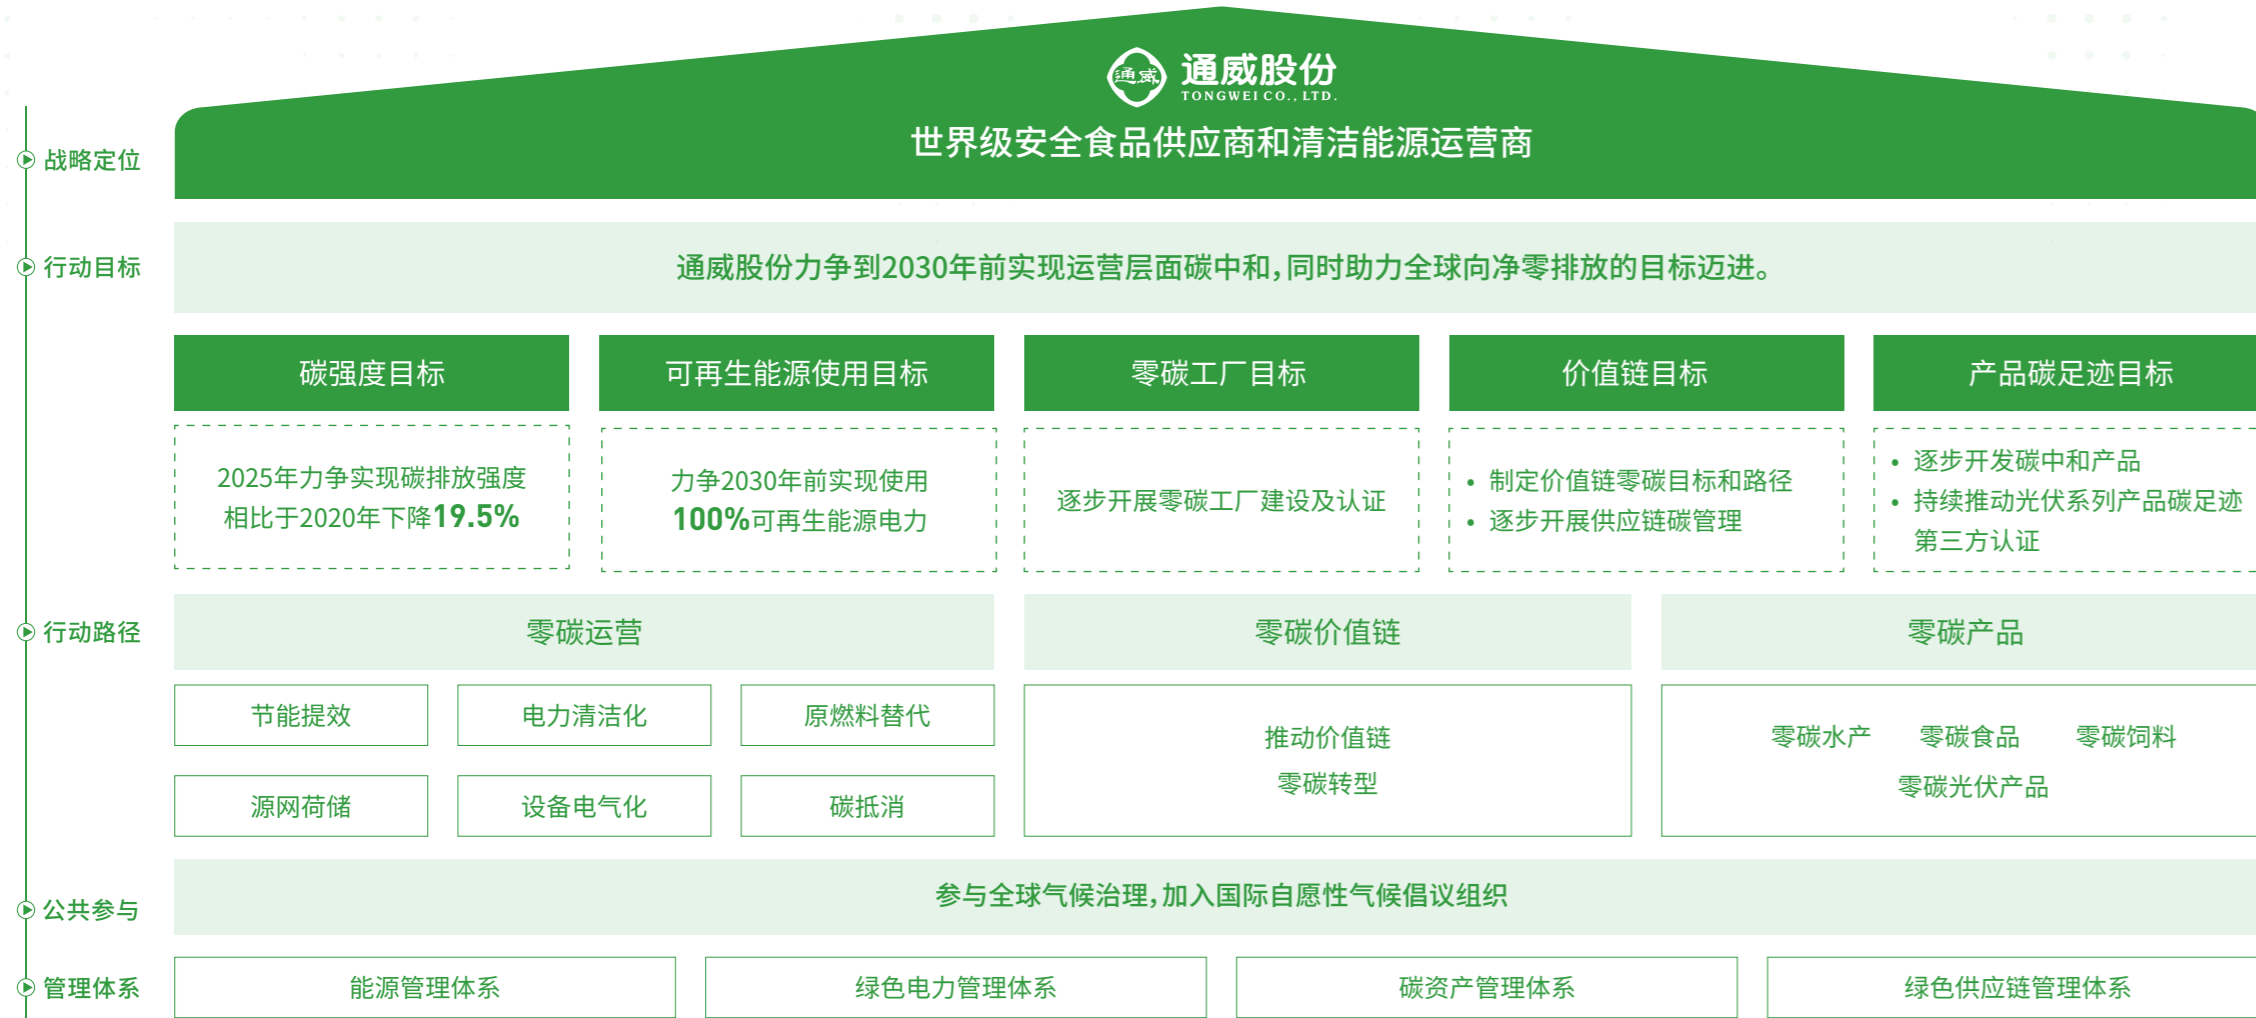 通威
通威股份
TONGWEI CO., LTD.
战略定位
世界级安全食品供应商和清洁能源运营商
行动目标
通威股份力争到2030年前实现运营层面碳中和,同时助力全球向净零排放的目标迈进。
碳强度目标
2025年力争实现碳排放强度
相比于2020年下降19.5%
可再生能源使用目标
力争2030年前实现使用
100%可再生能源电力
零碳工厂目标
逐步开展零碳工厂建设及认证
价值链目标
• 制定价值链零碳目标和路径
• 逐步开展供应链碳管理
产品碳足迹目标
• 逐步开发碳中和产品
• 持续推动光伏系列产品碳足迹
第三方认证
行动路径
零碳运营
节能提效
电力清洁化
原燃料替代
源网荷储
设备电气化
碳抵消
零碳价值链
推动价值链
零碳转型
零碳产品
零碳水产 零碳食品 零碳饲料
零碳光伏产品
公共参与
参与全球气候治理,加入国际自愿性气候倡议组织
管理体系
能源管理体系
绿色电力管理体系
碳资产管理体系
绿色供应链管理体系